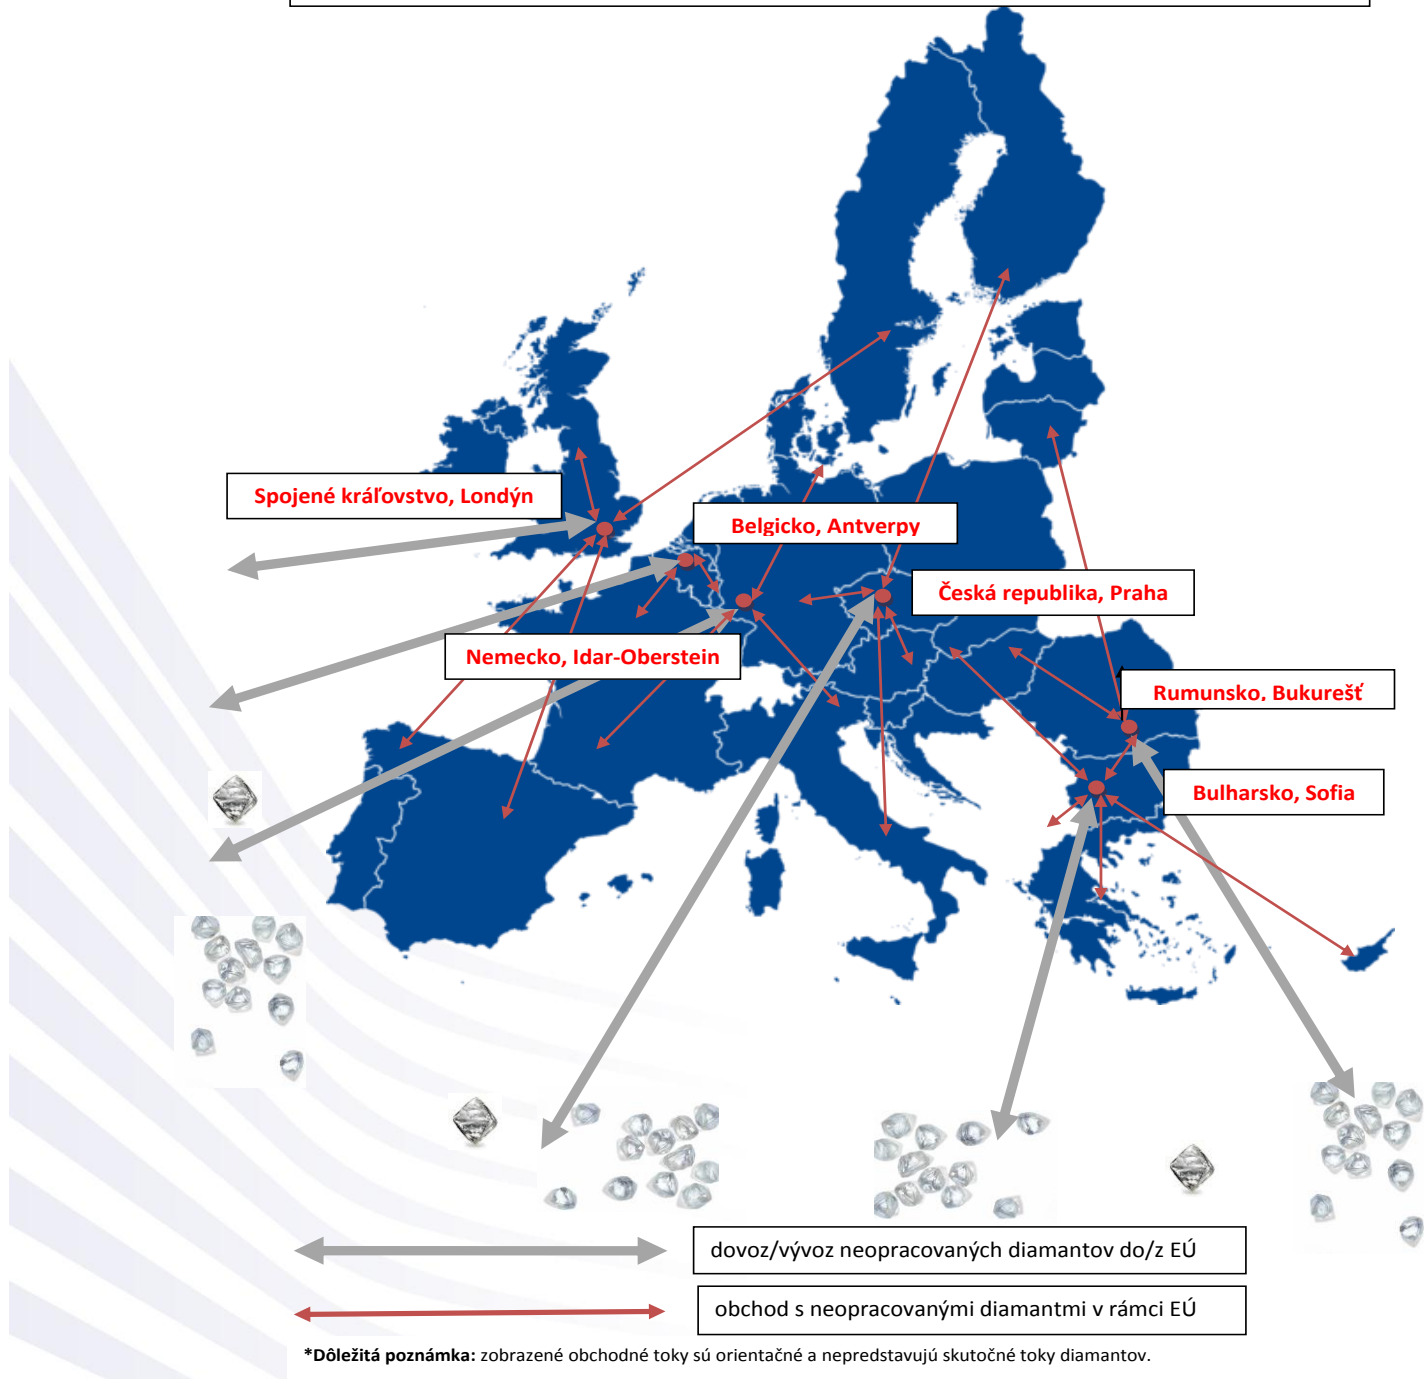 Spojené kráľovstvo, Londýn
Belgicko, Antverpy
Česká republika, Praha
Nemecko, Idar-Oberstein
Rumunsko, Bukurešť
Bulharsko, Sofia
dovoz/vývoz neopracovaných diamantov do/z EÚ
obchod s neopracovanými diamantmi v rámci EÚ
*Dôležitá poznámka: zobrazené obchodné toky sú orientačné a nepredstavujú skutočné toky diamantov.